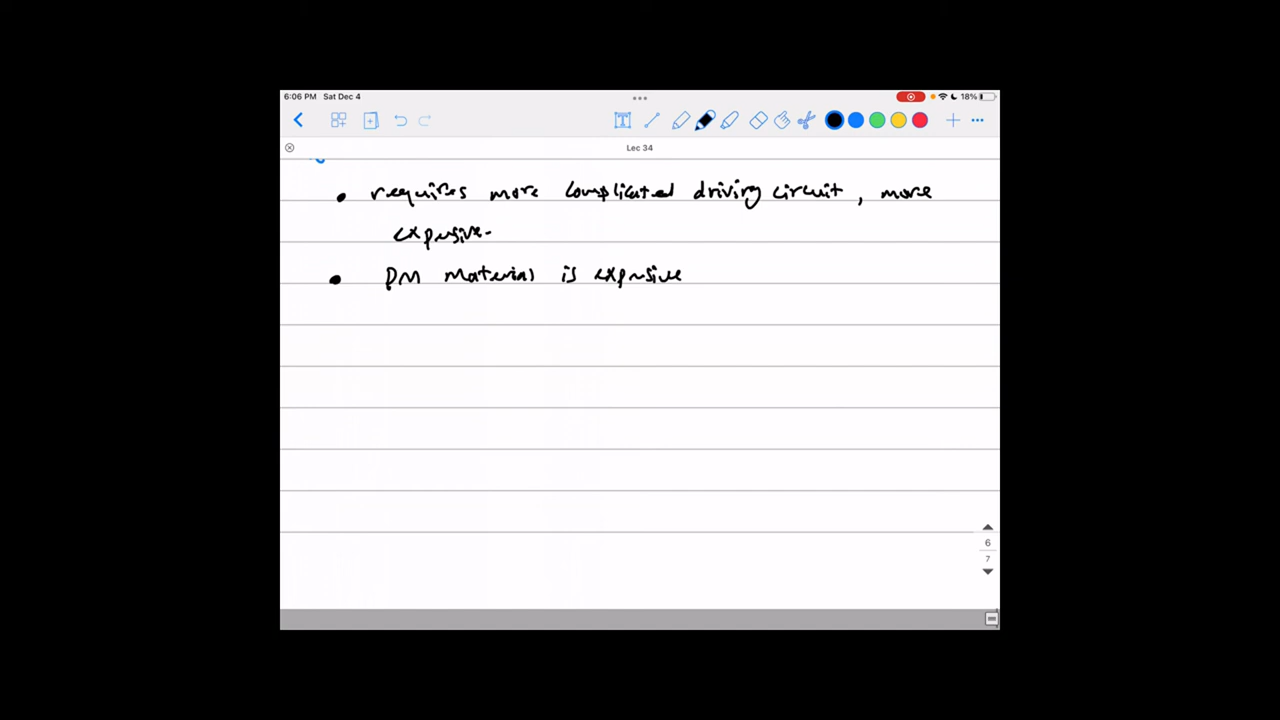 6:06 PM Sat Dec 4
18%
Lec 34
• requires more complicated driving circuit, more
expensive.
• PM material is expensive
6
7